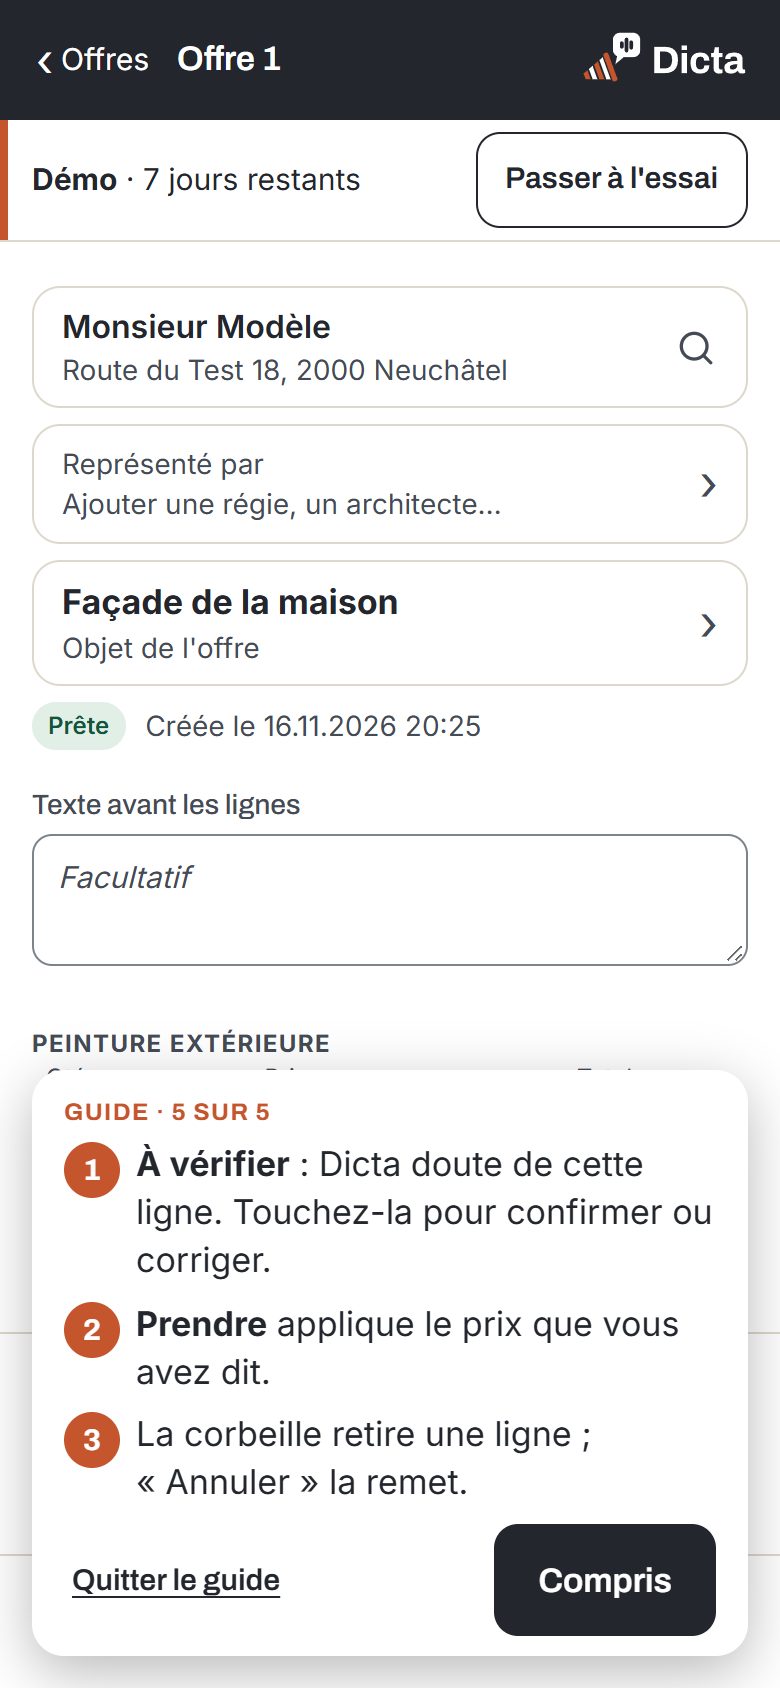 ‹ Offres Offre 1 Dicta
Démo · 7 jours restants
Passer à l'essai
Monsieur Modèle
Route du Test 18, 2000 Neuchâtel
Représenté par
Ajouter une régie, un architecte...
Façade de la maison
Objet de l'offre
Prête Créée le 16.11.2026 20:25
Texte avant les lignes
Facultatif
PEINTURE EXTÉRIEURE
GUIDE · 5 SUR 5
1 À vérifier : Dicta doute de cette
ligne. Touchez-la pour confirmer ou
corriger.
2 Prendre applique le prix que vous
avez dit.
3 La corbeille retire une ligne ;
« Annuler » la remet.
Quitter le guide
Compris